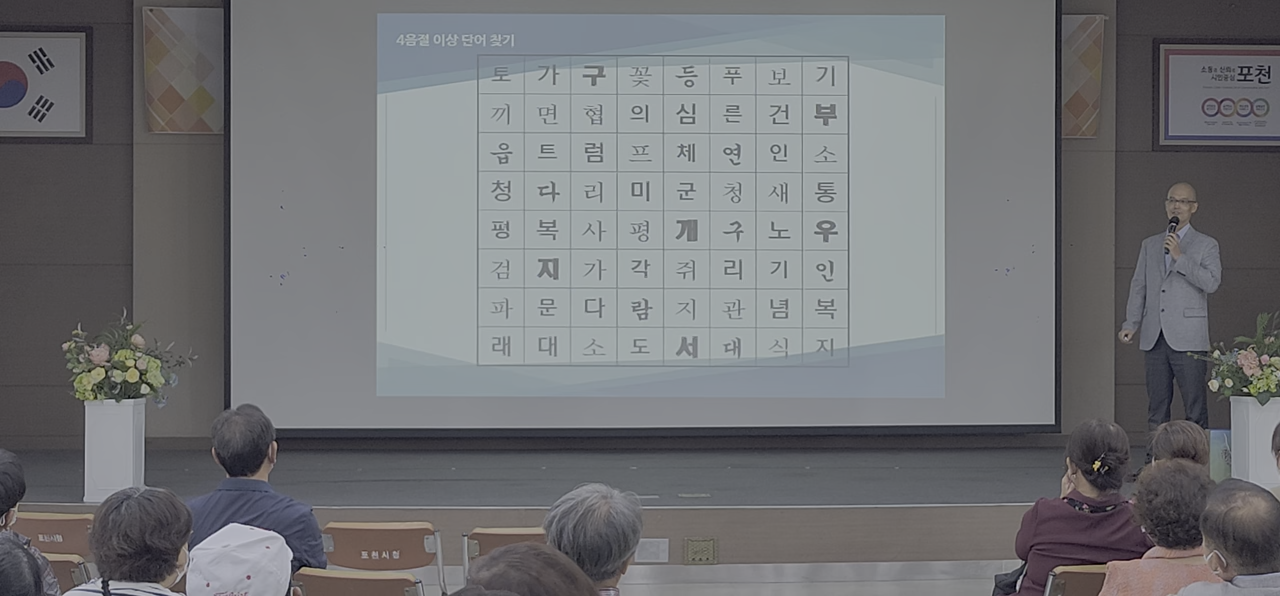 4음절 이상 단어 찾기
토 가 구 꽃 등 푸 보 기
끼 면 협 의 심 른 건 부
읍 트 럼 프 체 연 인 소
청 다 리 미 군 청 새 통
평 복 사 평 개 구 노 우
검 지 가 각 쥐 리 기 인
파 문 다 람 지 관 념 복
래 대 소 도 서 대 식 지
시민중심 포천
포천시청